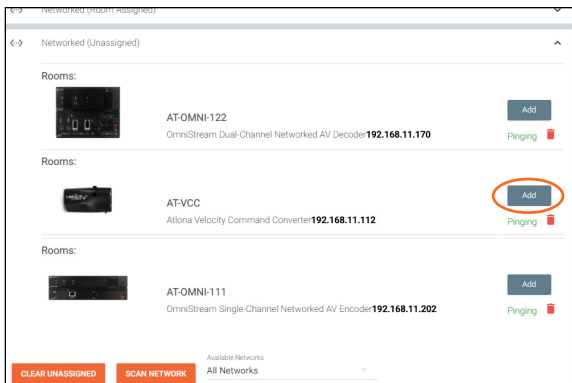 Networked (Room Assigned)
Networked (Unassigned)
Rooms:
AT-OMNI-122
Add
OmniStream Dual-Channel Networked AV Decoder192.168.11.170
Pinging
Rooms:
velocity
AT-VCC
Add
Atlona Velocity Command Converter192.168.11.112
Pinging
Rooms:
AT-OMNI-111
Add
OmniStream Single-Channel Networked AV Encoder192.168.11.202
Pinging
Available Networks
CLEAR UNASSIGNED SCAN NETWORK All Networks